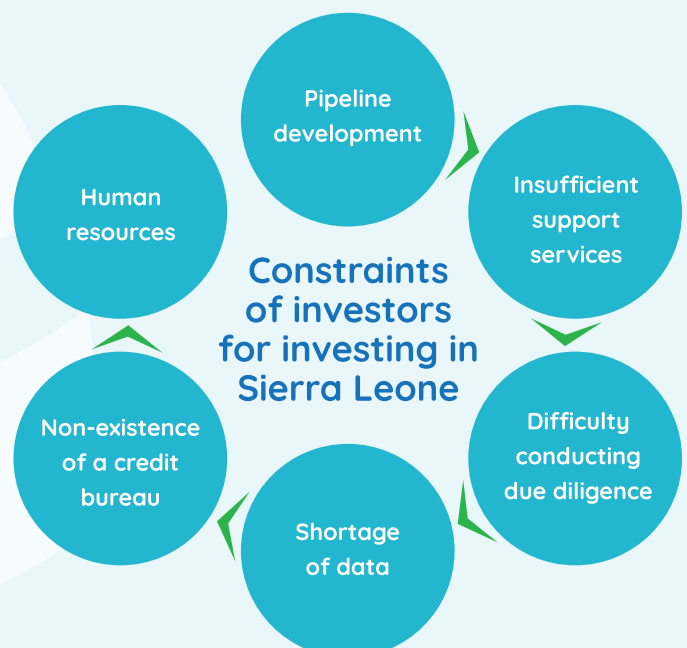 Pipeline
development
Insufficient
support
services
Difficulty
conducting
due diligence
Shortage
of data
Non-existence
of a credit
bureau
Human
resources
Constraints
of investors
for investing in
Sierra Leone